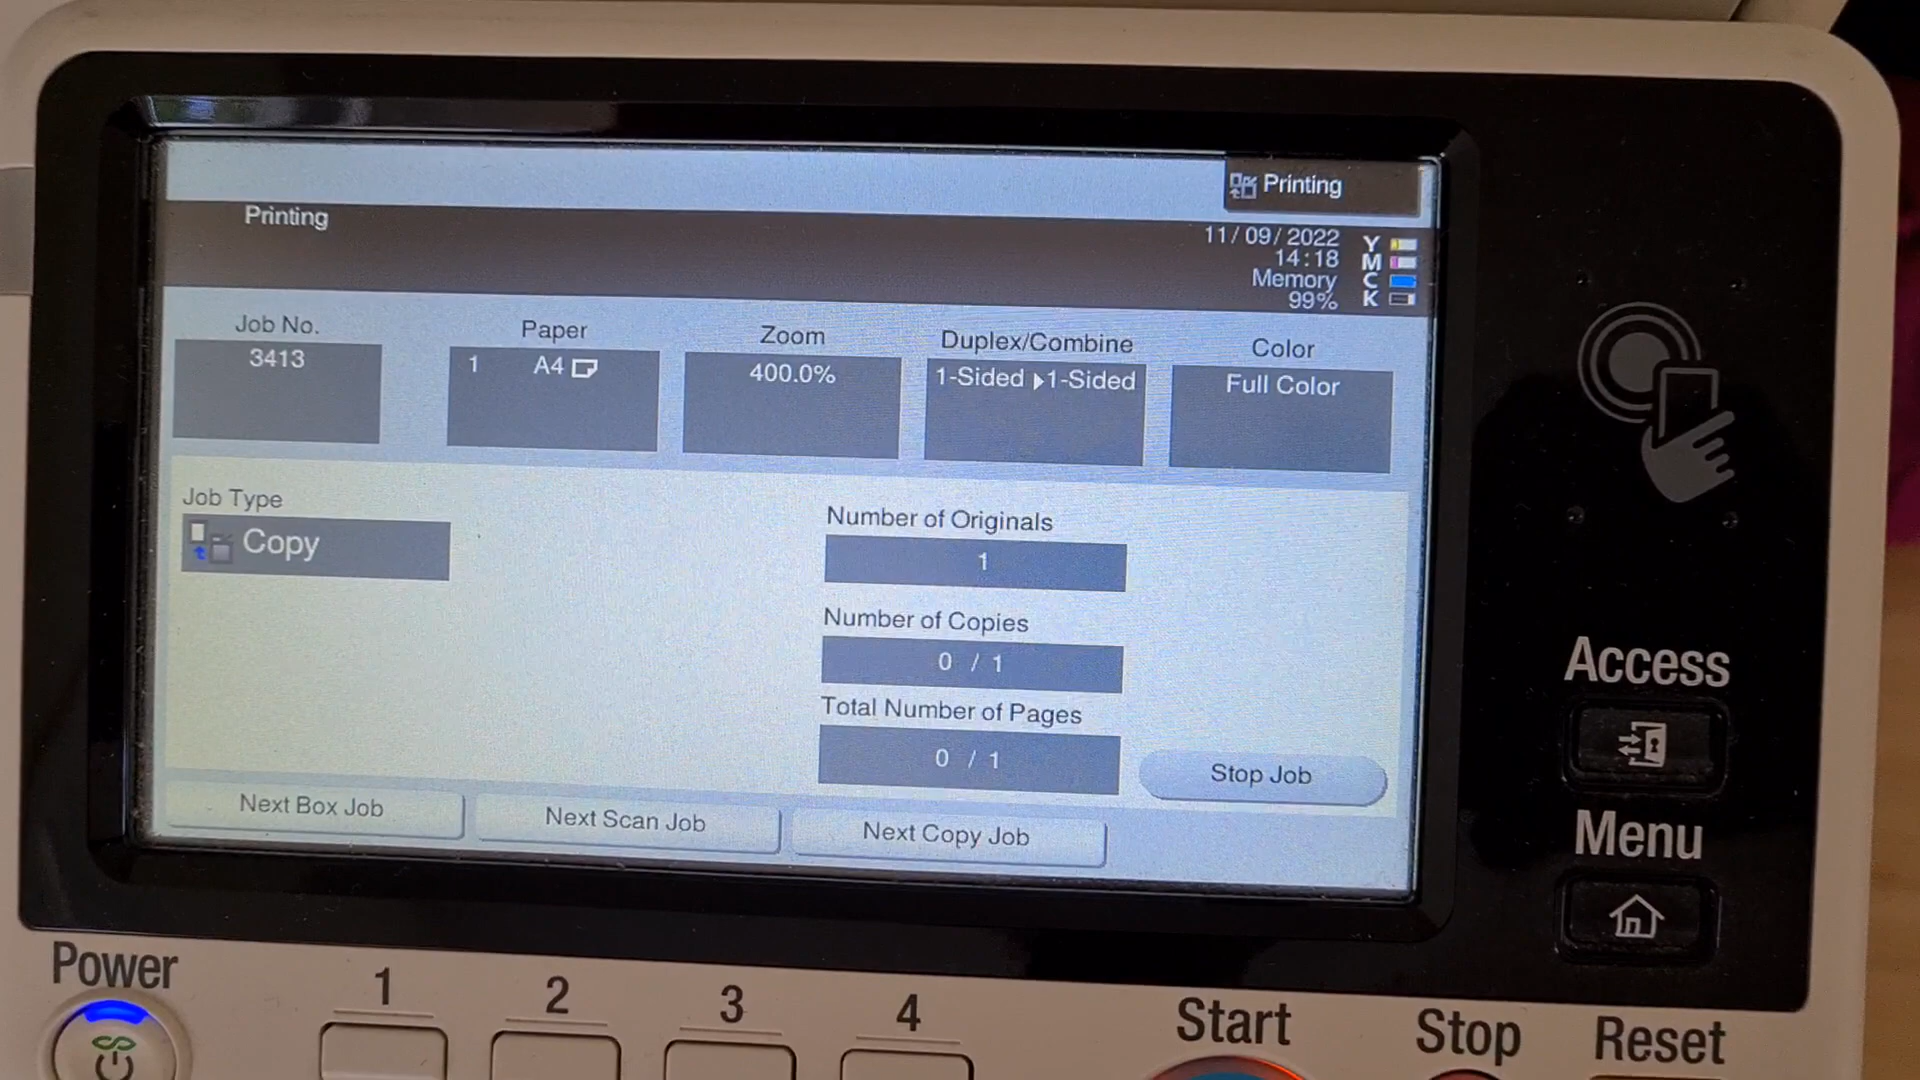 Printing
Printing
11/09/2022
14:18
Memory
99%
Y
M
C
K
Job No.
3413
Paper
1 A4
Zoom
400.0%
Duplex/Combine
1-Sided ▶1-Sided
Color
Full Color
Job Type
Copy
Number of Originals
1
Number of Copies
0 / 1
Total Number of Pages
0 / 1
Stop Job
Next Box Job
Next Scan Job
Next Copy Job
Access
Menu
Power
1
2
3
4
Start
Stop
Reset